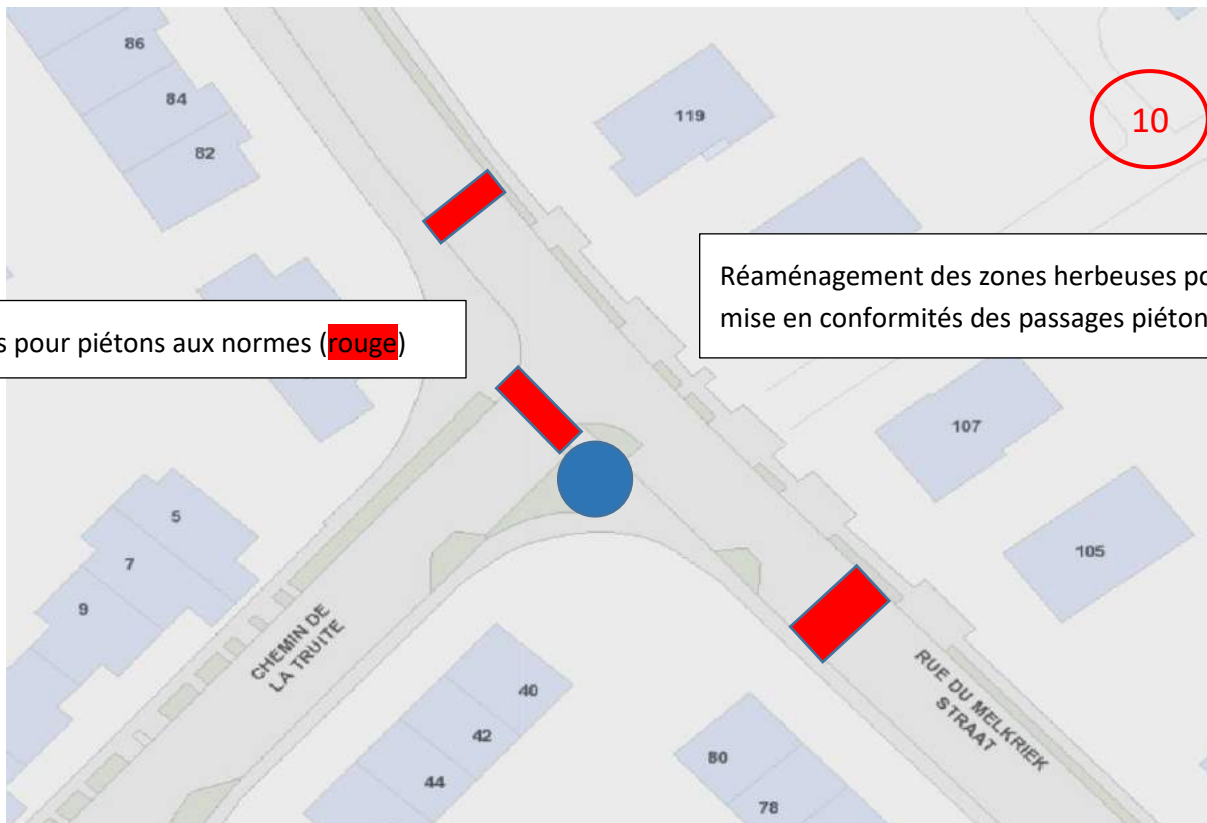 86
84
82
119
10
Réaménagement des zones herbeuses po
mise en conformités des passages piéton
s pour piétons aux normes (rouge)
107
105
5
7
9
CHEMIN DE
LA TRUITE
40
42
44
80
78
RUE DU MELKRIEK
STRAAT